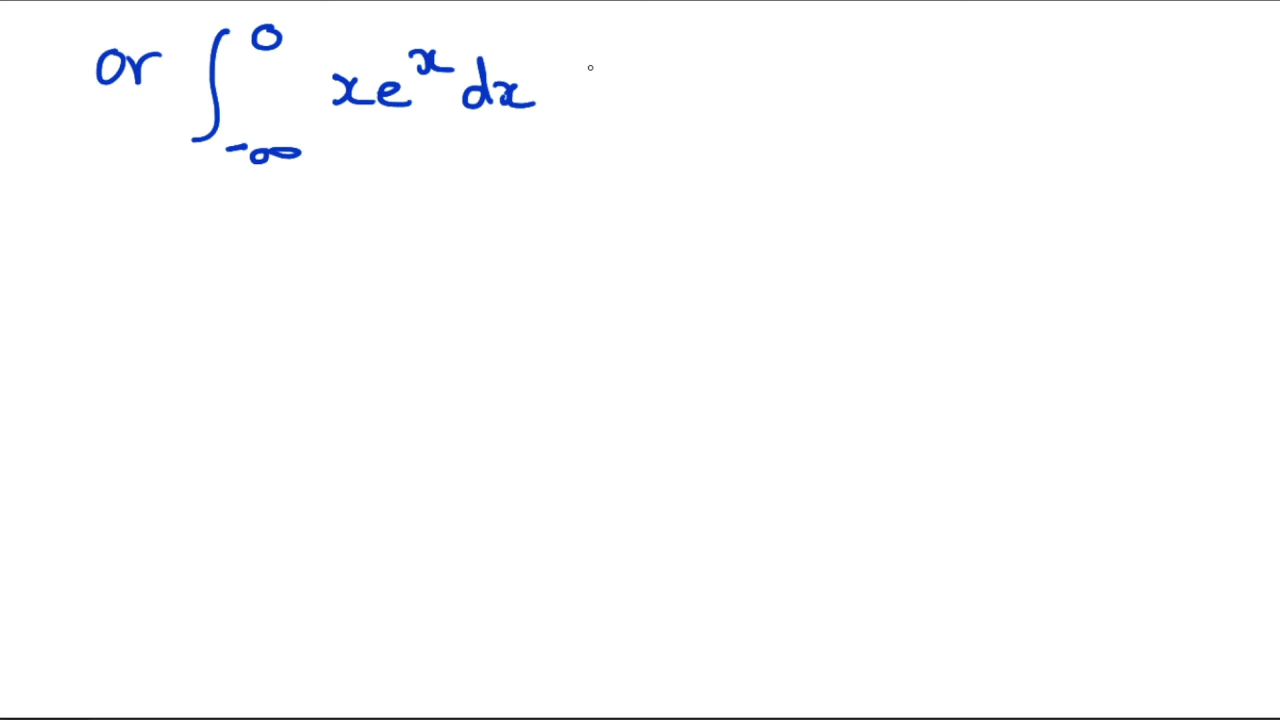 or ∫_{-∞}^{0} xe^x dx